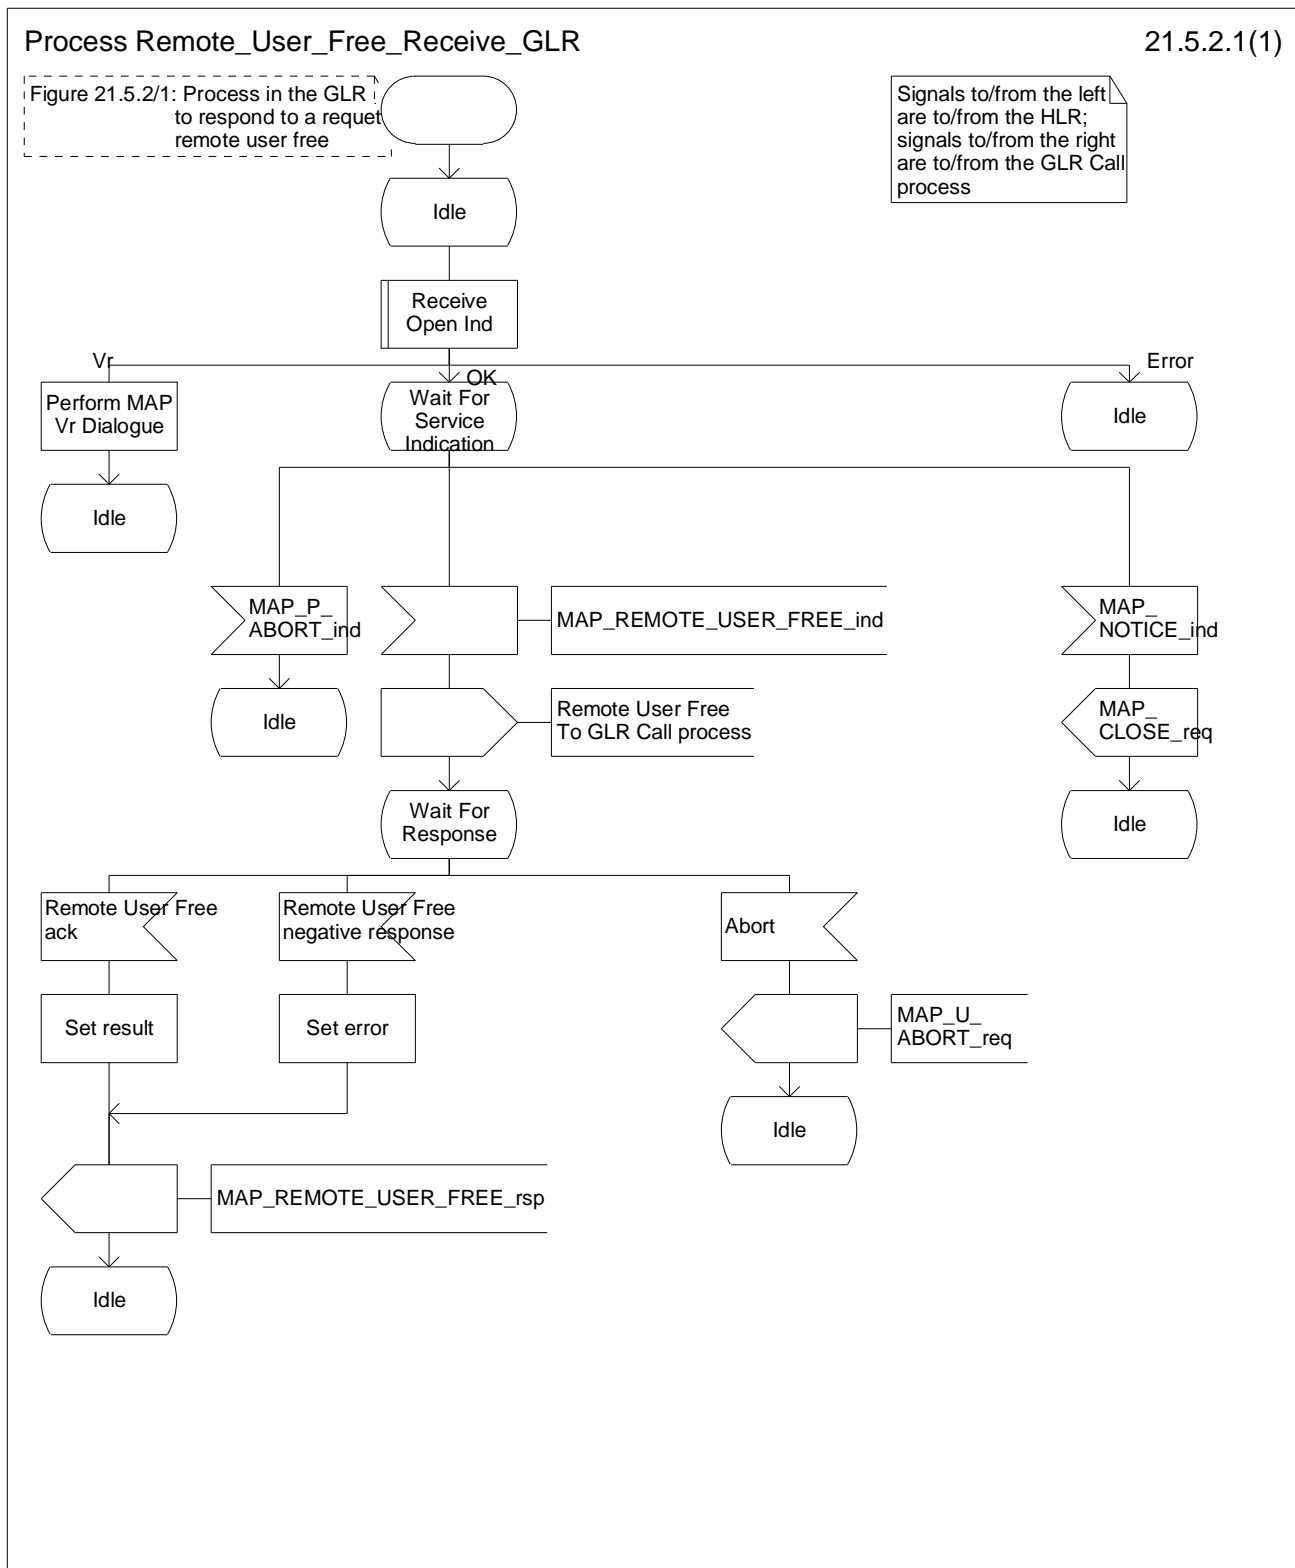 Process Remote_User_Free_Receive_GLR
21.5.2.1(1)
Figure 21.5.2/1: Process in the GLR
to respond to a requet
remote user free
Signals to/from the left
are to/from the HLR;
signals to/from the right
are to/from the GLR Call
process
Idle
Receive
Open Ind
Vr
OK
Error
Perform MAP
Vr Dialogue
Wait For
Service
Indication
Idle
Idle
MAP_P_
ABORT_ind
MAP_REMOTE_USER_FREE_ind
MAP_
NOTICE_ind
Idle
Remote User Free
To GLR Call process
MAP_
CLOSE_req
Wait For
Response
Idle
Remote User Free
ack
Remote User Free
negative response
Abort
Set result
Set error
MAP_U_
ABORT_req
Idle
MAP_REMOTE_USER_FREE_rsp
Idle